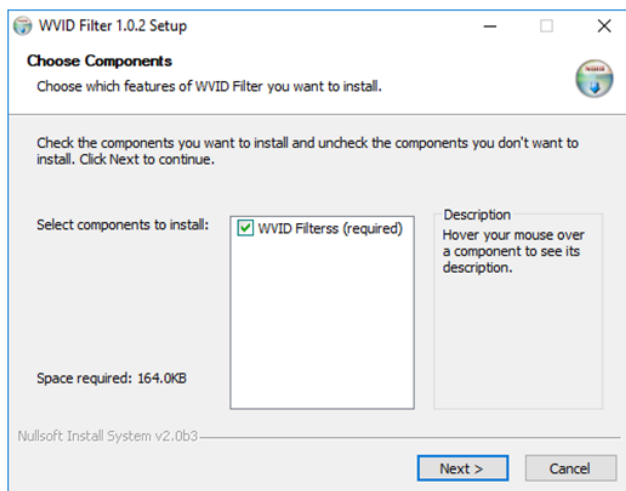 WVID Filter 1.0.2 Setup
Choose Components
Choose which features of WVID Filter you want to install.
Check the components you want to install and uncheck the components you don't want to
install. Click Next to continue.
Select components to install:
WVID Filterss (required)
Description
Hover your mouse over
a component to see its
description.
Space required: 164.0KB
Nullsoft Install System v2.0b3
Next >
Cancel